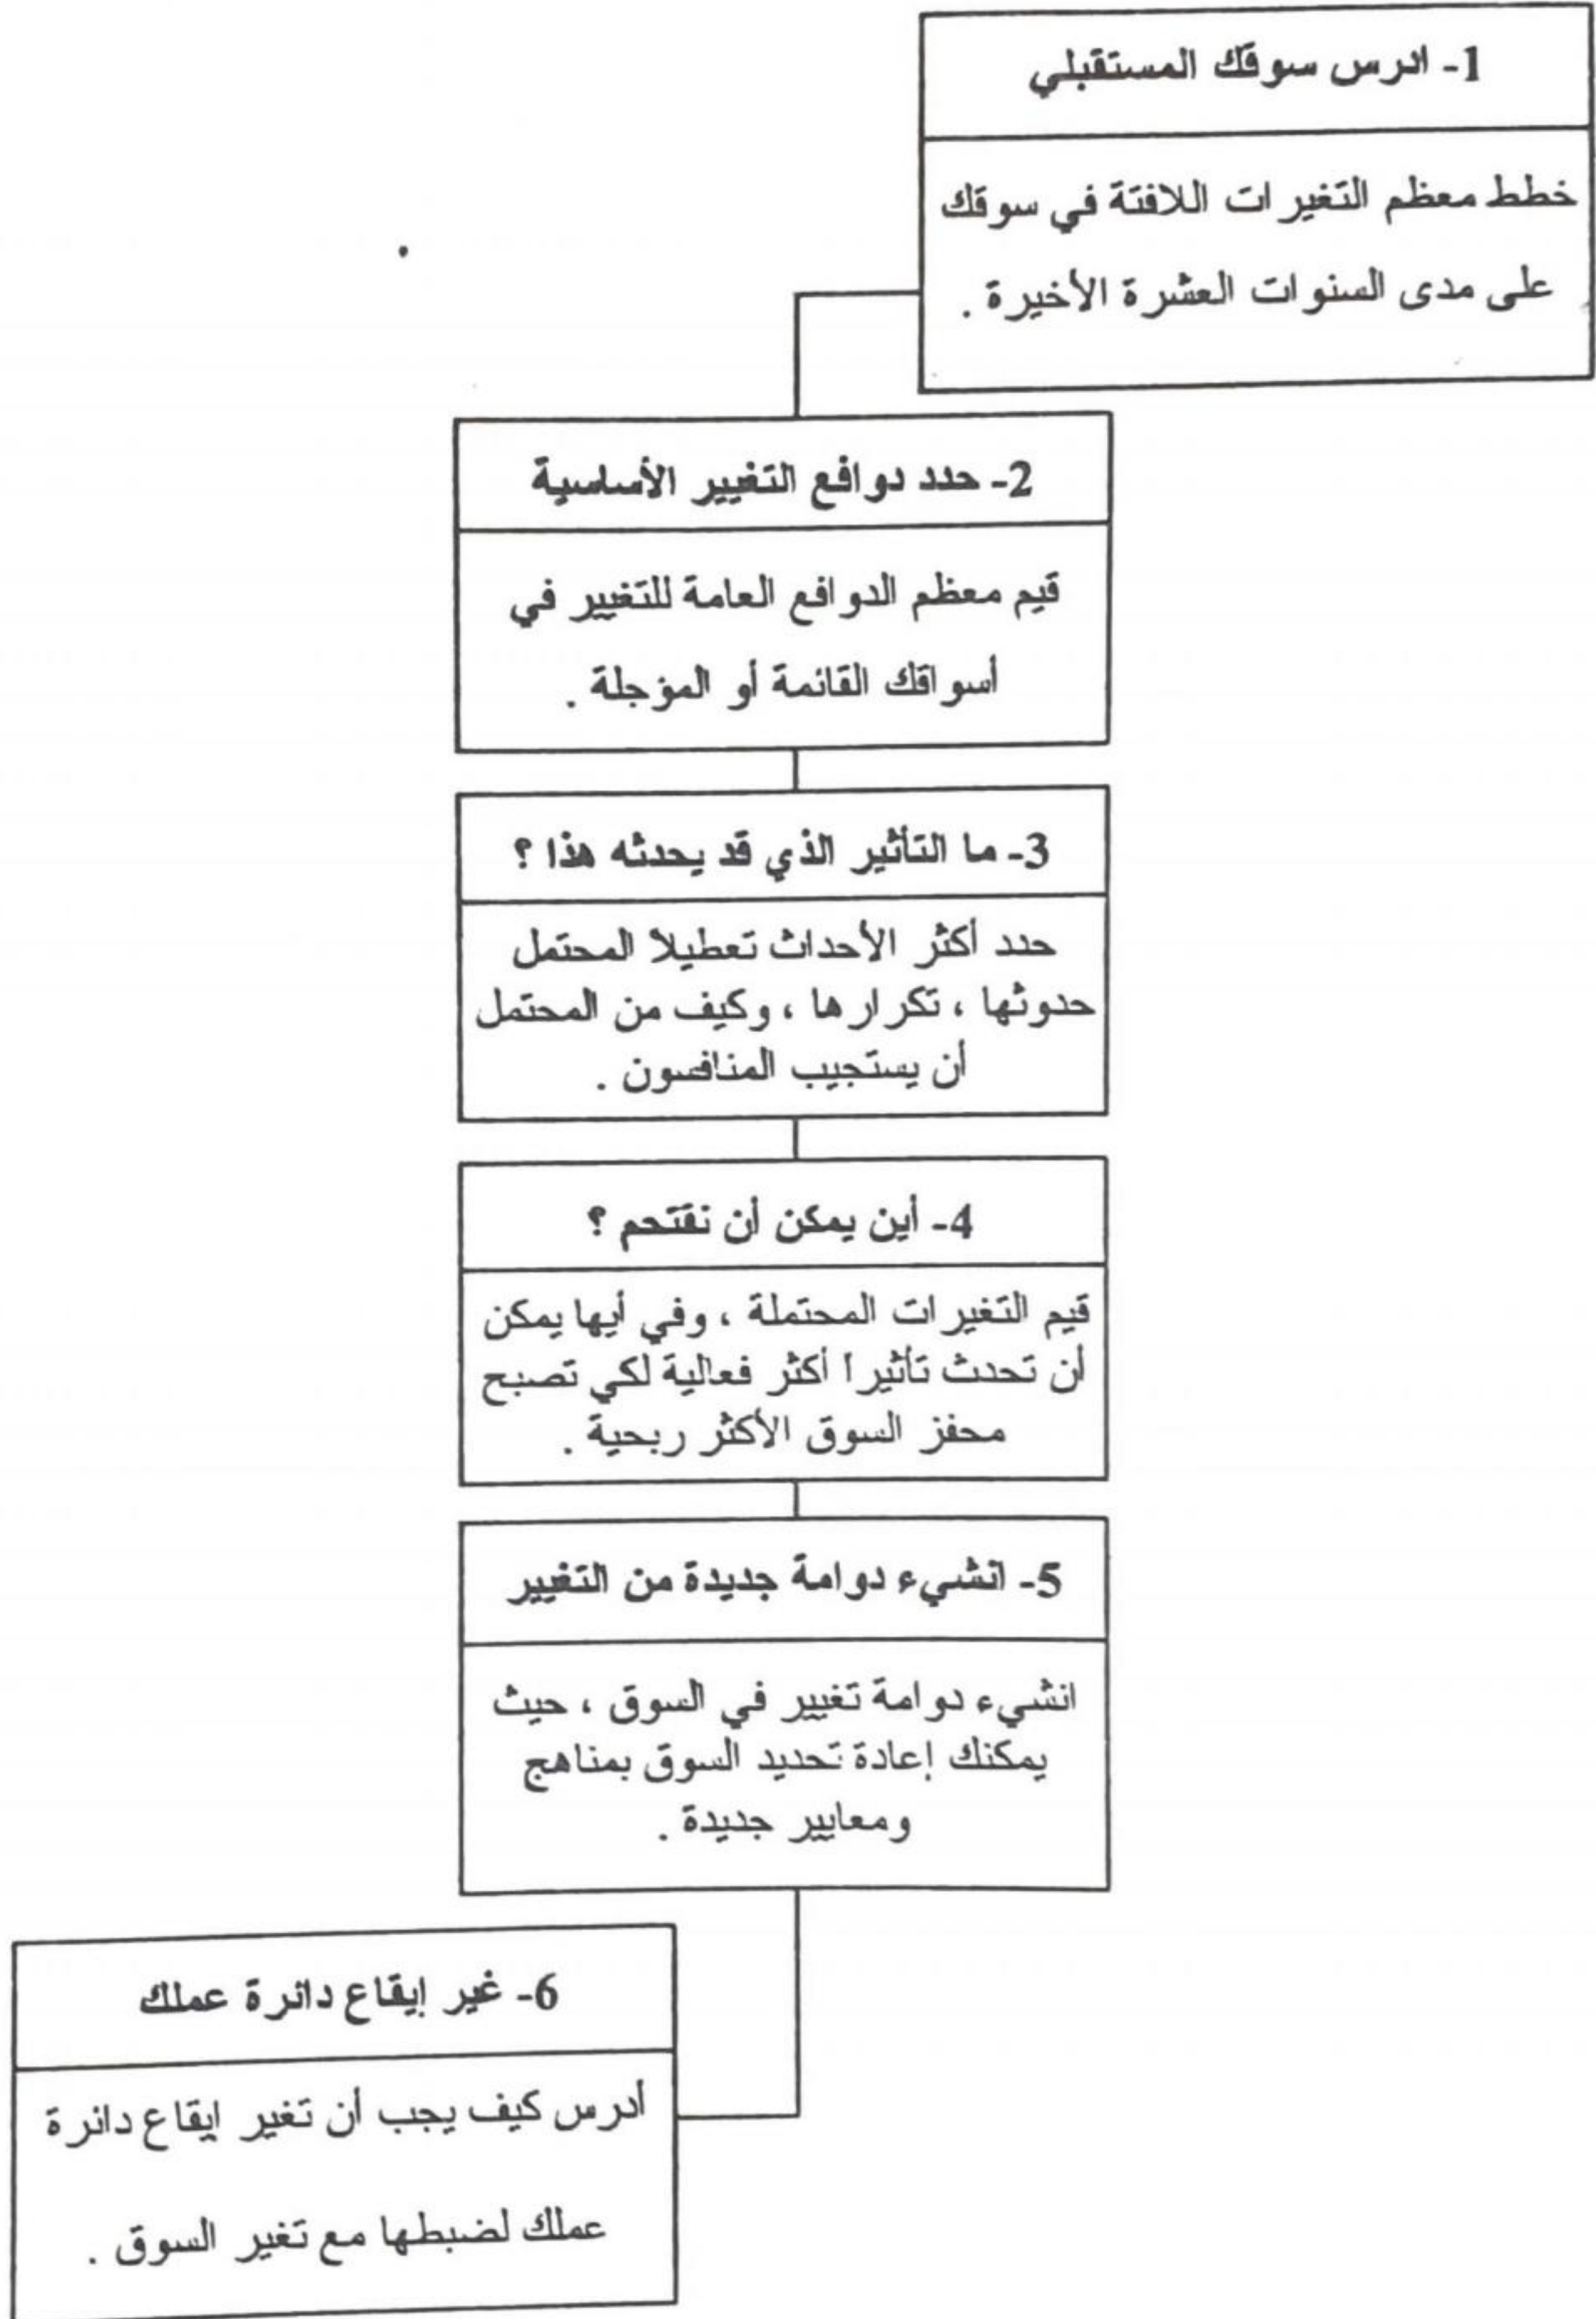 1- ادرس سوقك المستقبلي
خطط معظم التغيرات اللافتة في سوقك
على مدى السنوات العشرة الأخيرة .
2- حدد دوافع التغيير الأساسية
قيم معظم الدوافع العامة للتغيير في
أسواقك القائمة أو المؤجلة .
3- ما التأثير الذي قد يحدثه هذا ؟
حدد أكثر الأحداث تعطيلا المحتمل
حدوثها ، تكرارها ، وكيف من المحتمل
أن يستجيب المنافسون .
4- أين يمكن أن نقتحم ؟
قيم التغيرات المحتملة ، وفي أيها يمكن
أن تحدث تأثيرا أكثر فعالية لكي تصبح
محفز السوق الأكثر ربحية .
5- انشيء دوامة جديدة من التغيير
انشيء دوامة تغيير في السوق ، حيث
يمكنك إعادة تحديد السوق بمناهج
ومعايير جديدة .
6- غير إيقاع دائرة عملك
أدرس كيف يجب أن تغير ايقاع دائرة
عملك لضبطها مع تغير السوق .